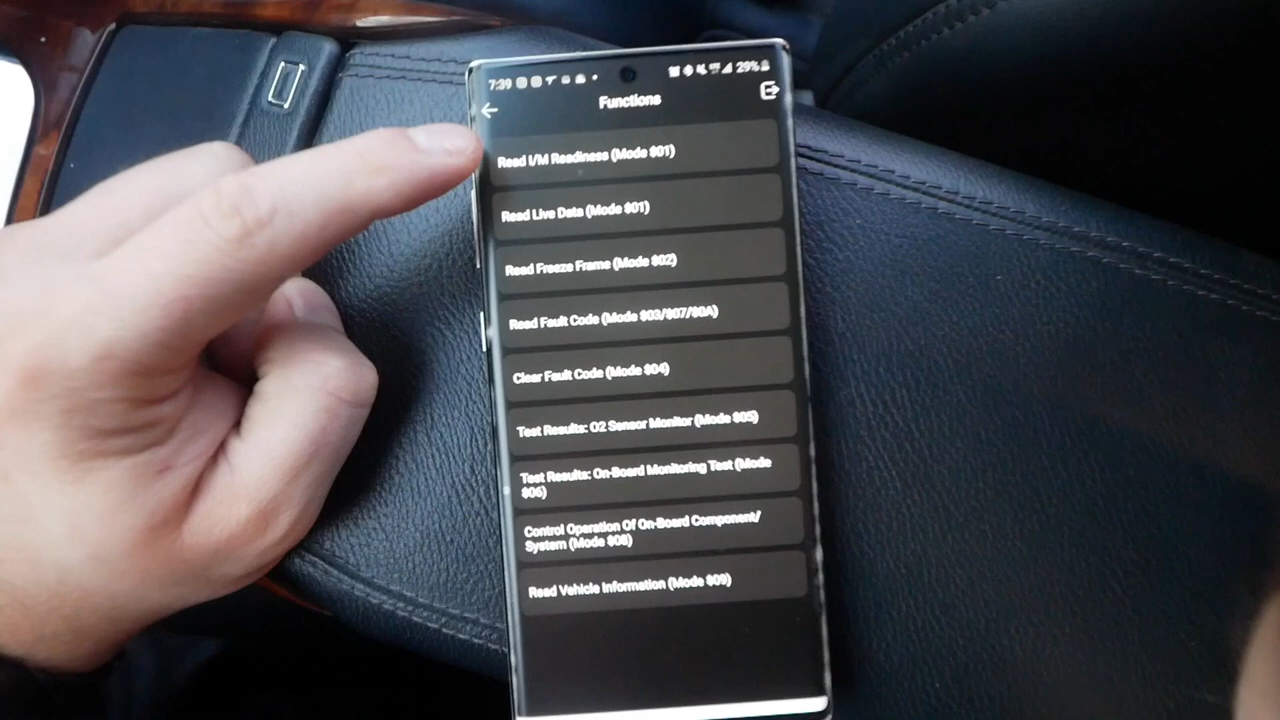 7:39
29%
Functions
Read I/M Readiness (Mode $01)
Read Live Data (Mode $01)
Read Freeze Frame (Mode $02)
Read Fault Code (Mode $03/$07/$0A)
Clear Fault Code (Mode $04)
Test Results: O2 Sensor Monitor (Mode $05)
Test Results: On-Board Monitoring Test (Mode
$06)
Control Operation Of On-Board Component/
System (Mode $08)
Read Vehicle Information (Mode $09)